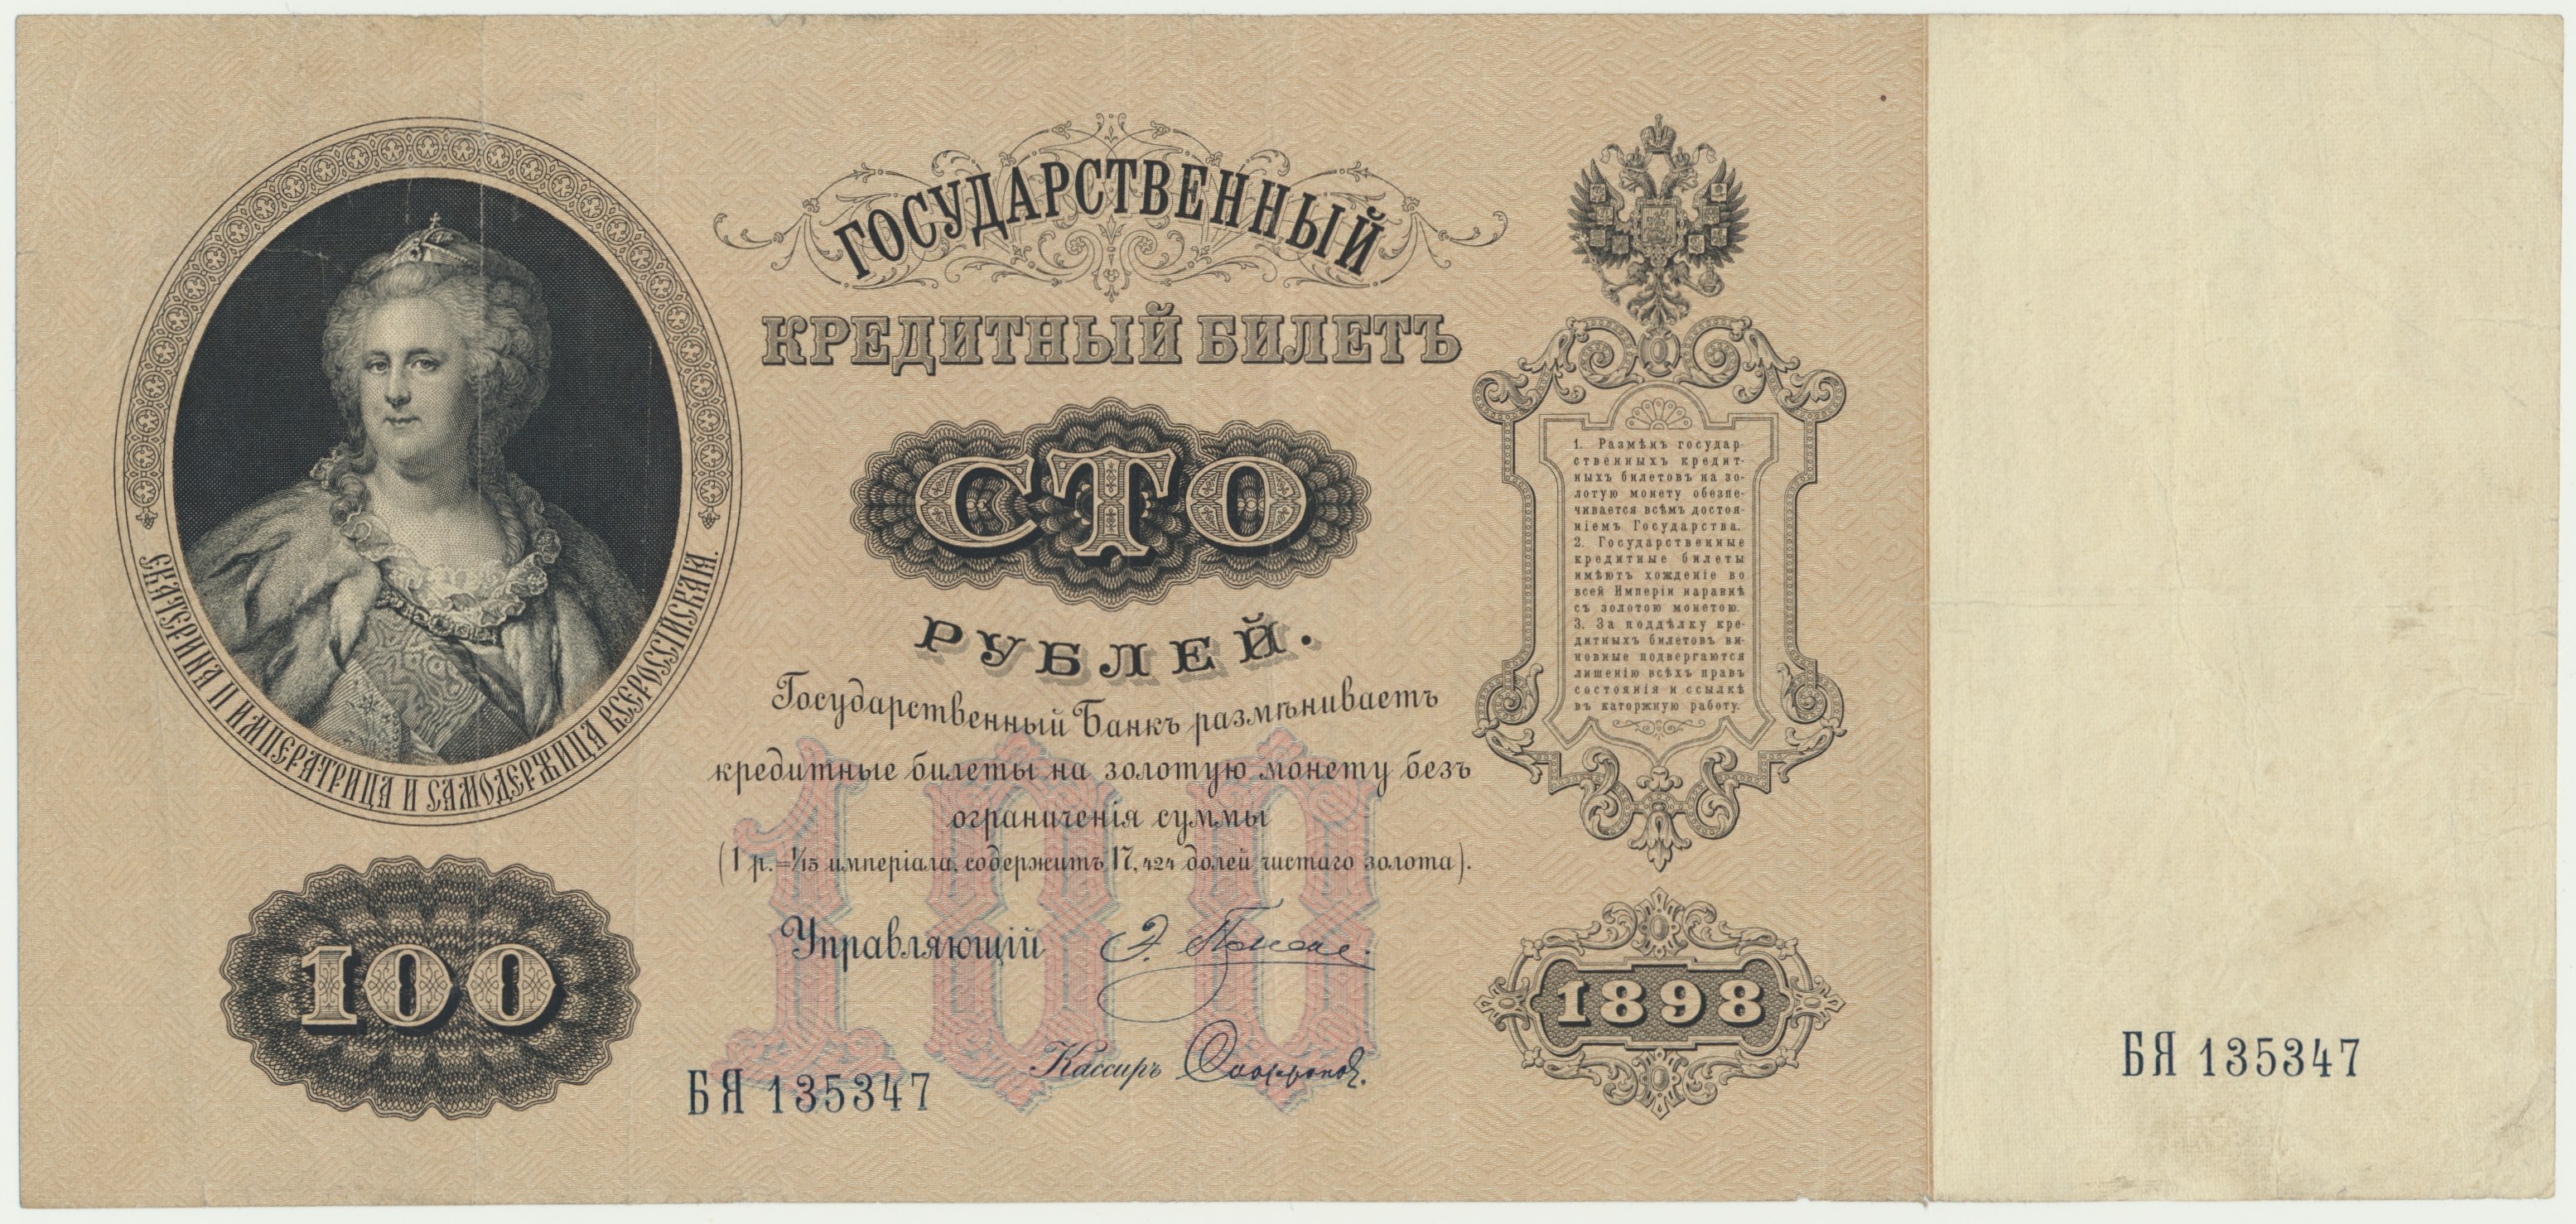 ГОСУДАРСТВЕННЫЙ
КРЕДИТНЫЙ БИЛЕТЪ
СТО
РУБЛЕЙ.
Государственный Банкъ размѣниваетъ
кредитные билеты на золотую монету безъ
ограниченія суммы
(1 р.=1/15 имперіала, содержитъ 17,424 долей чистаго золота).
Управляющій
Кассиръ
БЯ 135347
ЕКАТЕРИНА II ИМПЕРАТРИЦА И САМОДЕРЖИЦА ВСЕРОССІЙСКАЯ.
100
1. Размѣнъ государ-
ственныхъ кредит-
ныхъ билетовъ на зо-
лотую монету обезпе-
чивается всѣмъ достоя-
ніемъ Государства.
2. Государственные
кредитные билеты
имѣютъ хожденіе во
всей Имперіи наравнѣ
съ золотою монетою.
3. За поддѣлку кре-
дитныхъ билетовъ ви-
новные подвергаются
лишенію всѣхъ правъ
состоянія и ссылкѣ
въ каторжную работу.
1898
100
БЯ 135347